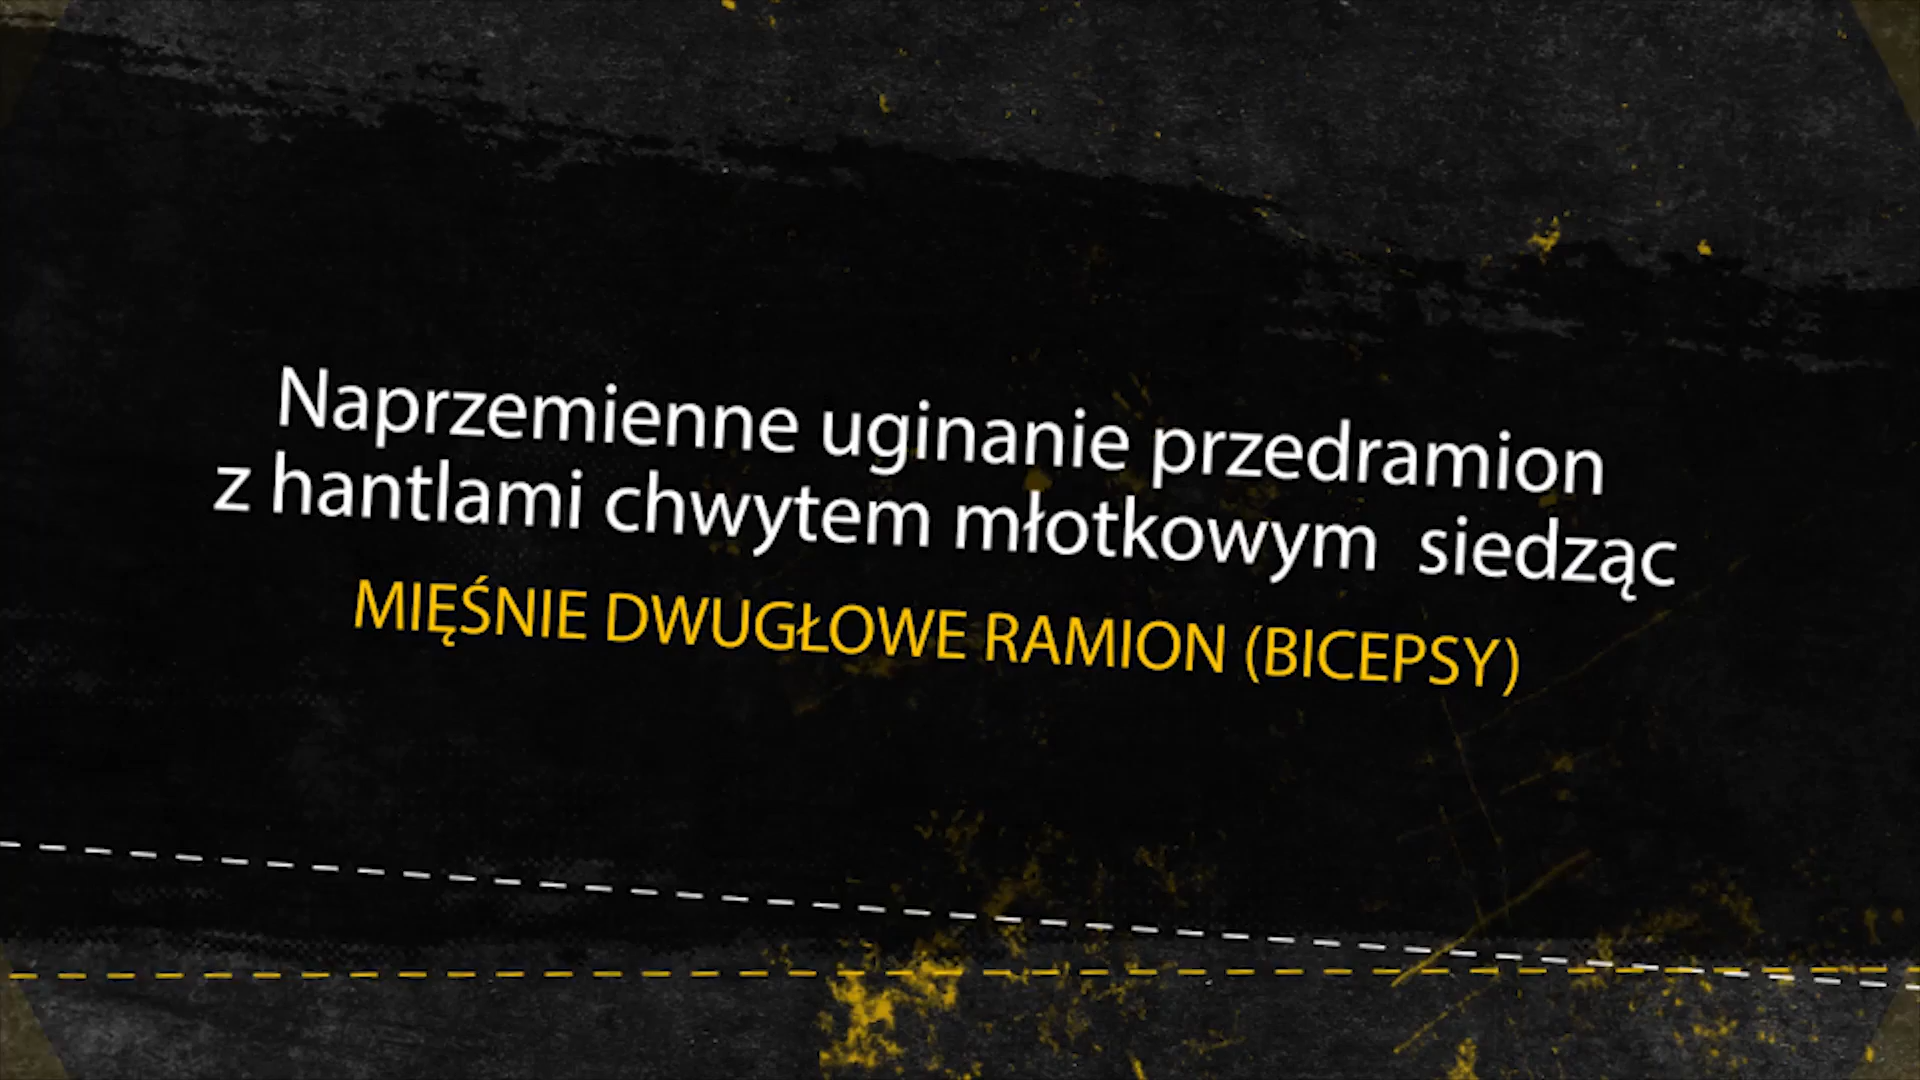 Naprzemienne uginanie przedramion
z hantlami chwytem młotkowym  siedząc
MIĘŚNIE DWUGŁOWE RAMION (BICEPSY)